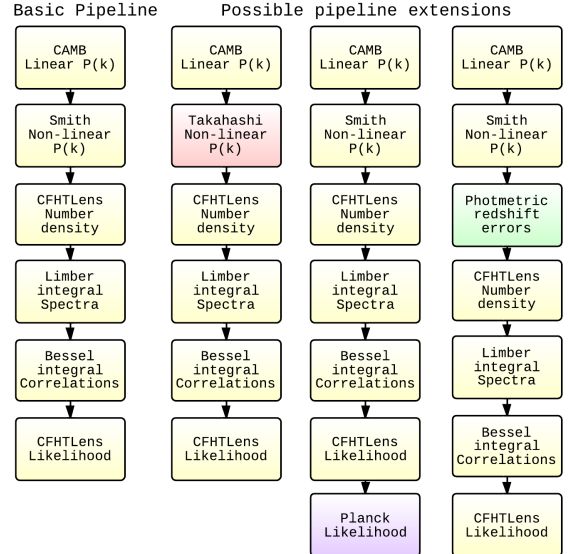 Basic Pipeline
CAMB
Linear P(k)
Smith
Non-linear
P(k)
CFHTLens
Number
density
Limber
integral
Spectra
Bessel
integral
Correlations
CFHTLens
Likelihood
Possible pipeline extensions
CAMB
Linear P(k)
Takahashi
Non-linear
P(k)
CFHTLens
Number
density
Limber
integral
Spectra
Bessel
integral
Correlations
CFHTLens
Likelihood
CAMB
Linear P(k)
Smith
Non-linear
P(k)
CFHTLens
Number
density
Limber
integral
Spectra
Bessel
integral
Correlations
CFHTLens
Likelihood
Planck
Likelihood
CAMB
Linear P(k)
Smith
Non-linear
P(k)
Photmetric
redshift
errors
CFHTLens
Number
density
Limber
integral
Spectra
Bessel
integral
Correlations
CFHTLens
Likelihood